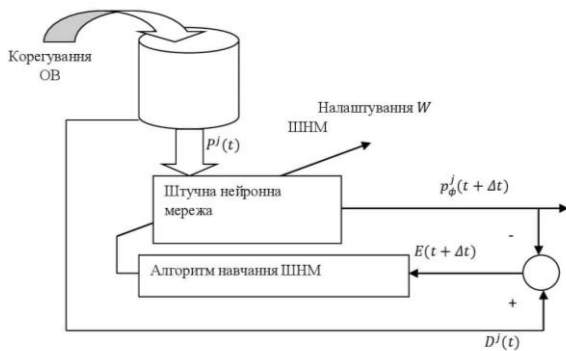 Корегування
ОВ
Налаштування W
ШНМ
P^j(t)
Штучна нейронна
мережа
p_ф^j(t + Δt)
-
E(t + Δt)
Алгоритм навчання ШНМ
+
D^j(t)